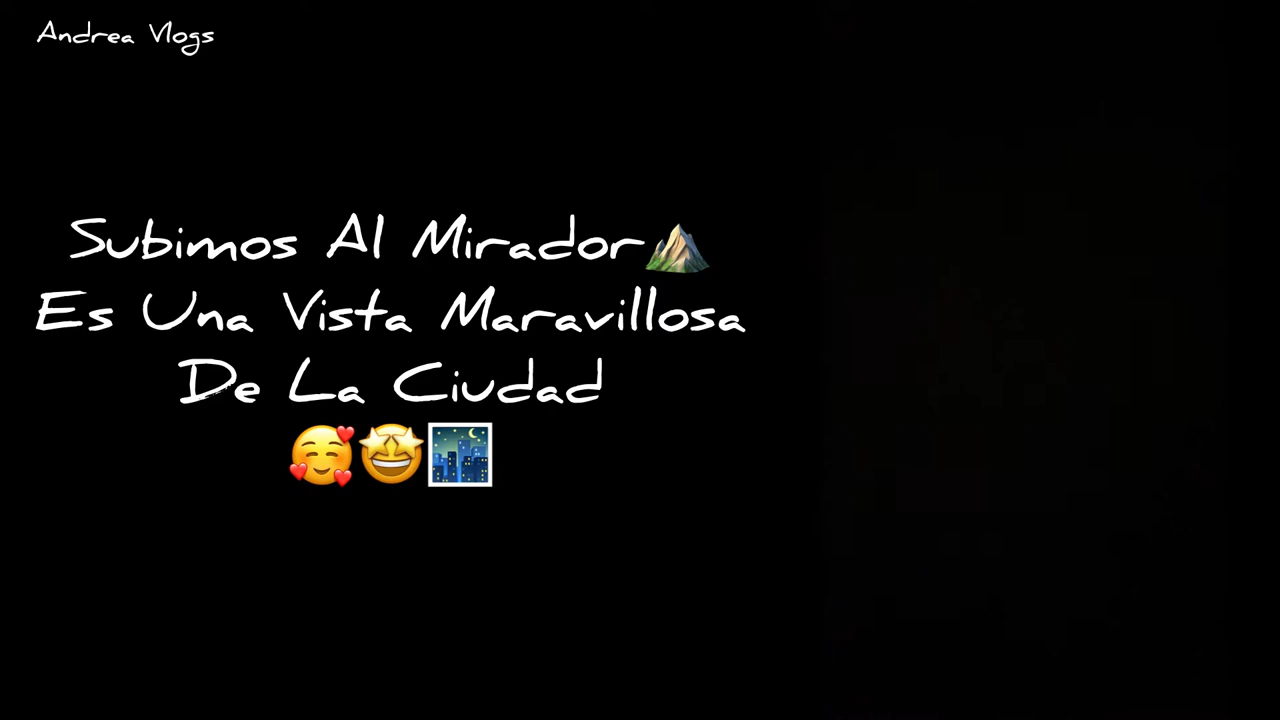 Andrea Vlogs
Subimos Al Mirador⛰️
Es Una Vista Maravillosa
De La Ciudad
🥰🤩🌃